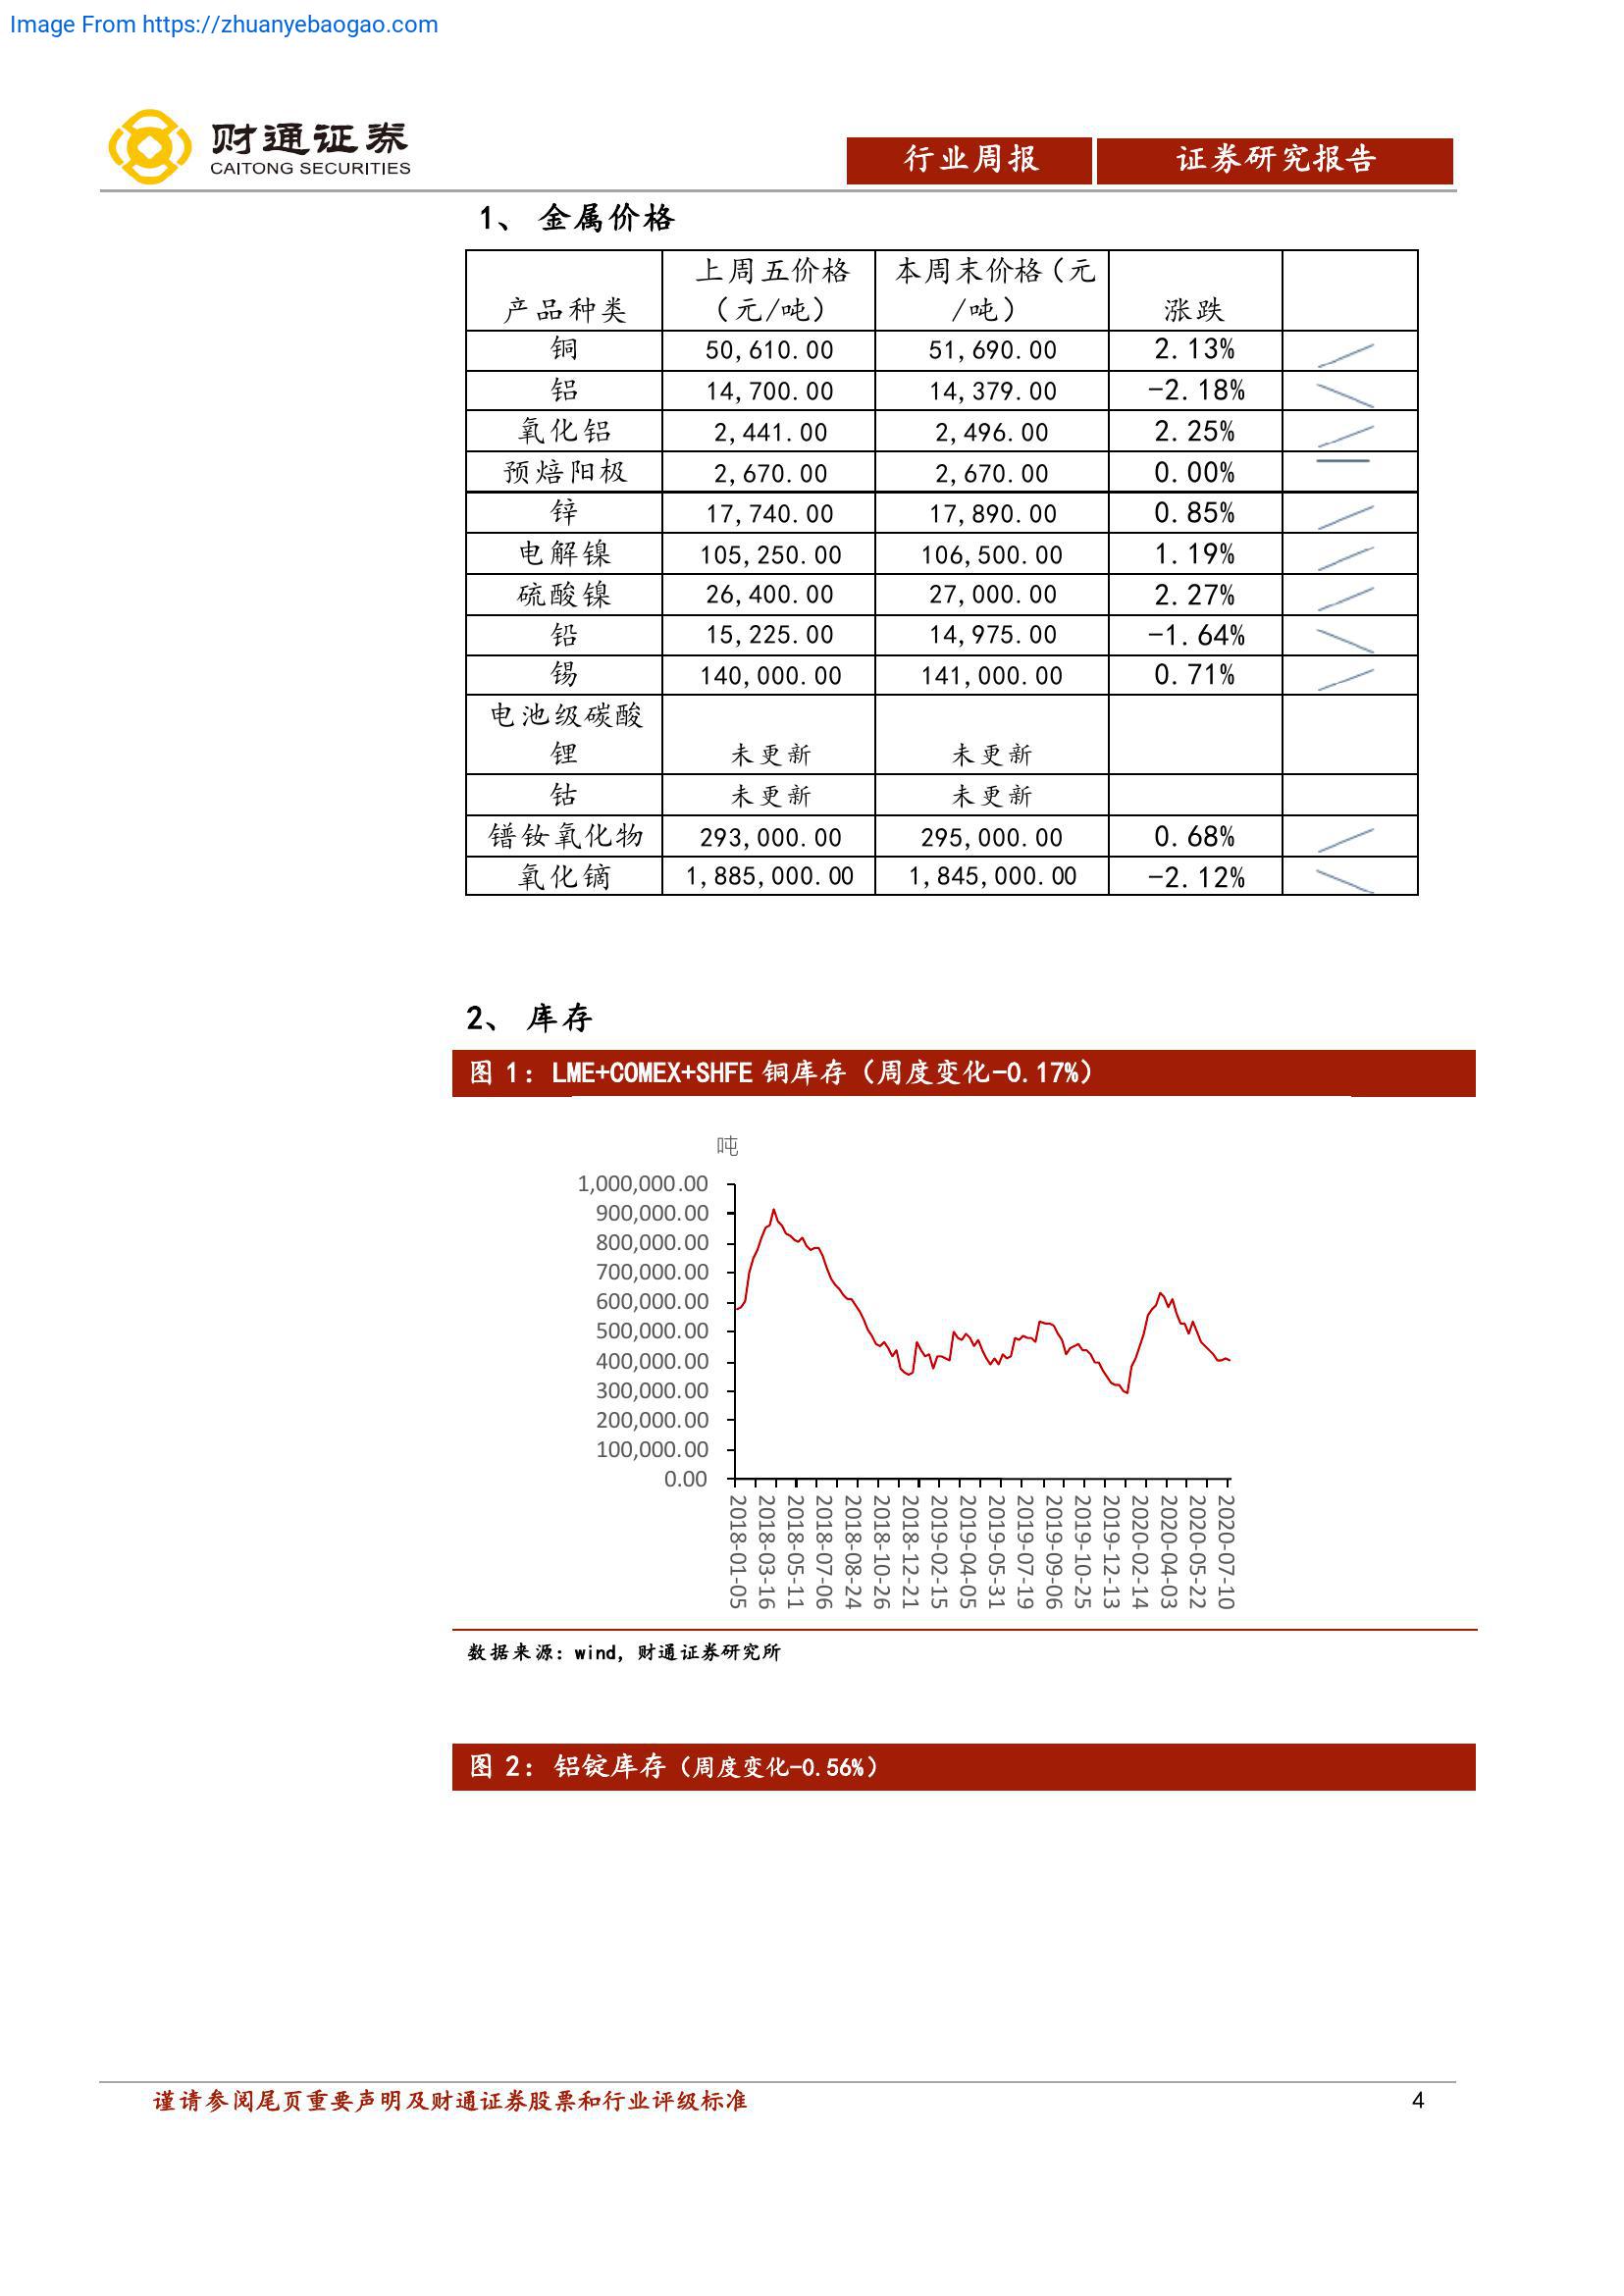 Image From https://zhuanyebaogao.com
财通证券
CAITONG SECURITIES
行业周报 证券研究报告
1、 金属价格
产品种类 上周五价格（元/吨） 本周末价格（元/吨） 涨跌
铜 50,610.00 51,690.00 2.13%
铝 14,700.00 14,379.00 -2.18%
氧化铝 2,441.00 2,496.00 2.25%
预焙阳极 2,670.00 2,670.00 0.00%
锌 17,740.00 17,890.00 0.85%
电解镍 105,250.00 106,500.00 1.19%
硫酸镍 26,400.00 27,000.00 2.27%
铅 15,225.00 14,975.00 -1.64%
锡 140,000.00 141,000.00 0.71%
电池级碳酸锂 未更新 未更新
钴 未更新 未更新
镨钕氧化物 293,000.00 295,000.00 0.68%
氧化镝 1,885,000.00 1,845,000.00 -2.12%
2、 库存
图 1：LME+COMEX+SHFE 铜库存（周度变化-0.17%）
吨
1,000,000.00
900,000.00
800,000.00
700,000.00
600,000.00
500,000.00
400,000.00
300,000.00
200,000.00
100,000.00
0.00
2018-01-05
2018-03-16
2018-05-11
2018-07-06
2018-08-24
2018-10-26
2018-12-21
2019-02-15
2019-04-05
2019-05-31
2019-07-19
2019-09-06
2019-10-25
2019-12-13
2020-02-14
2020-04-03
2020-05-22
2020-07-10
数据来源：wind，财通证券研究所
图 2：铝锭库存（周度变化-0.56%）
谨请参阅尾页重要声明及财通证券股票和行业评级标准 4